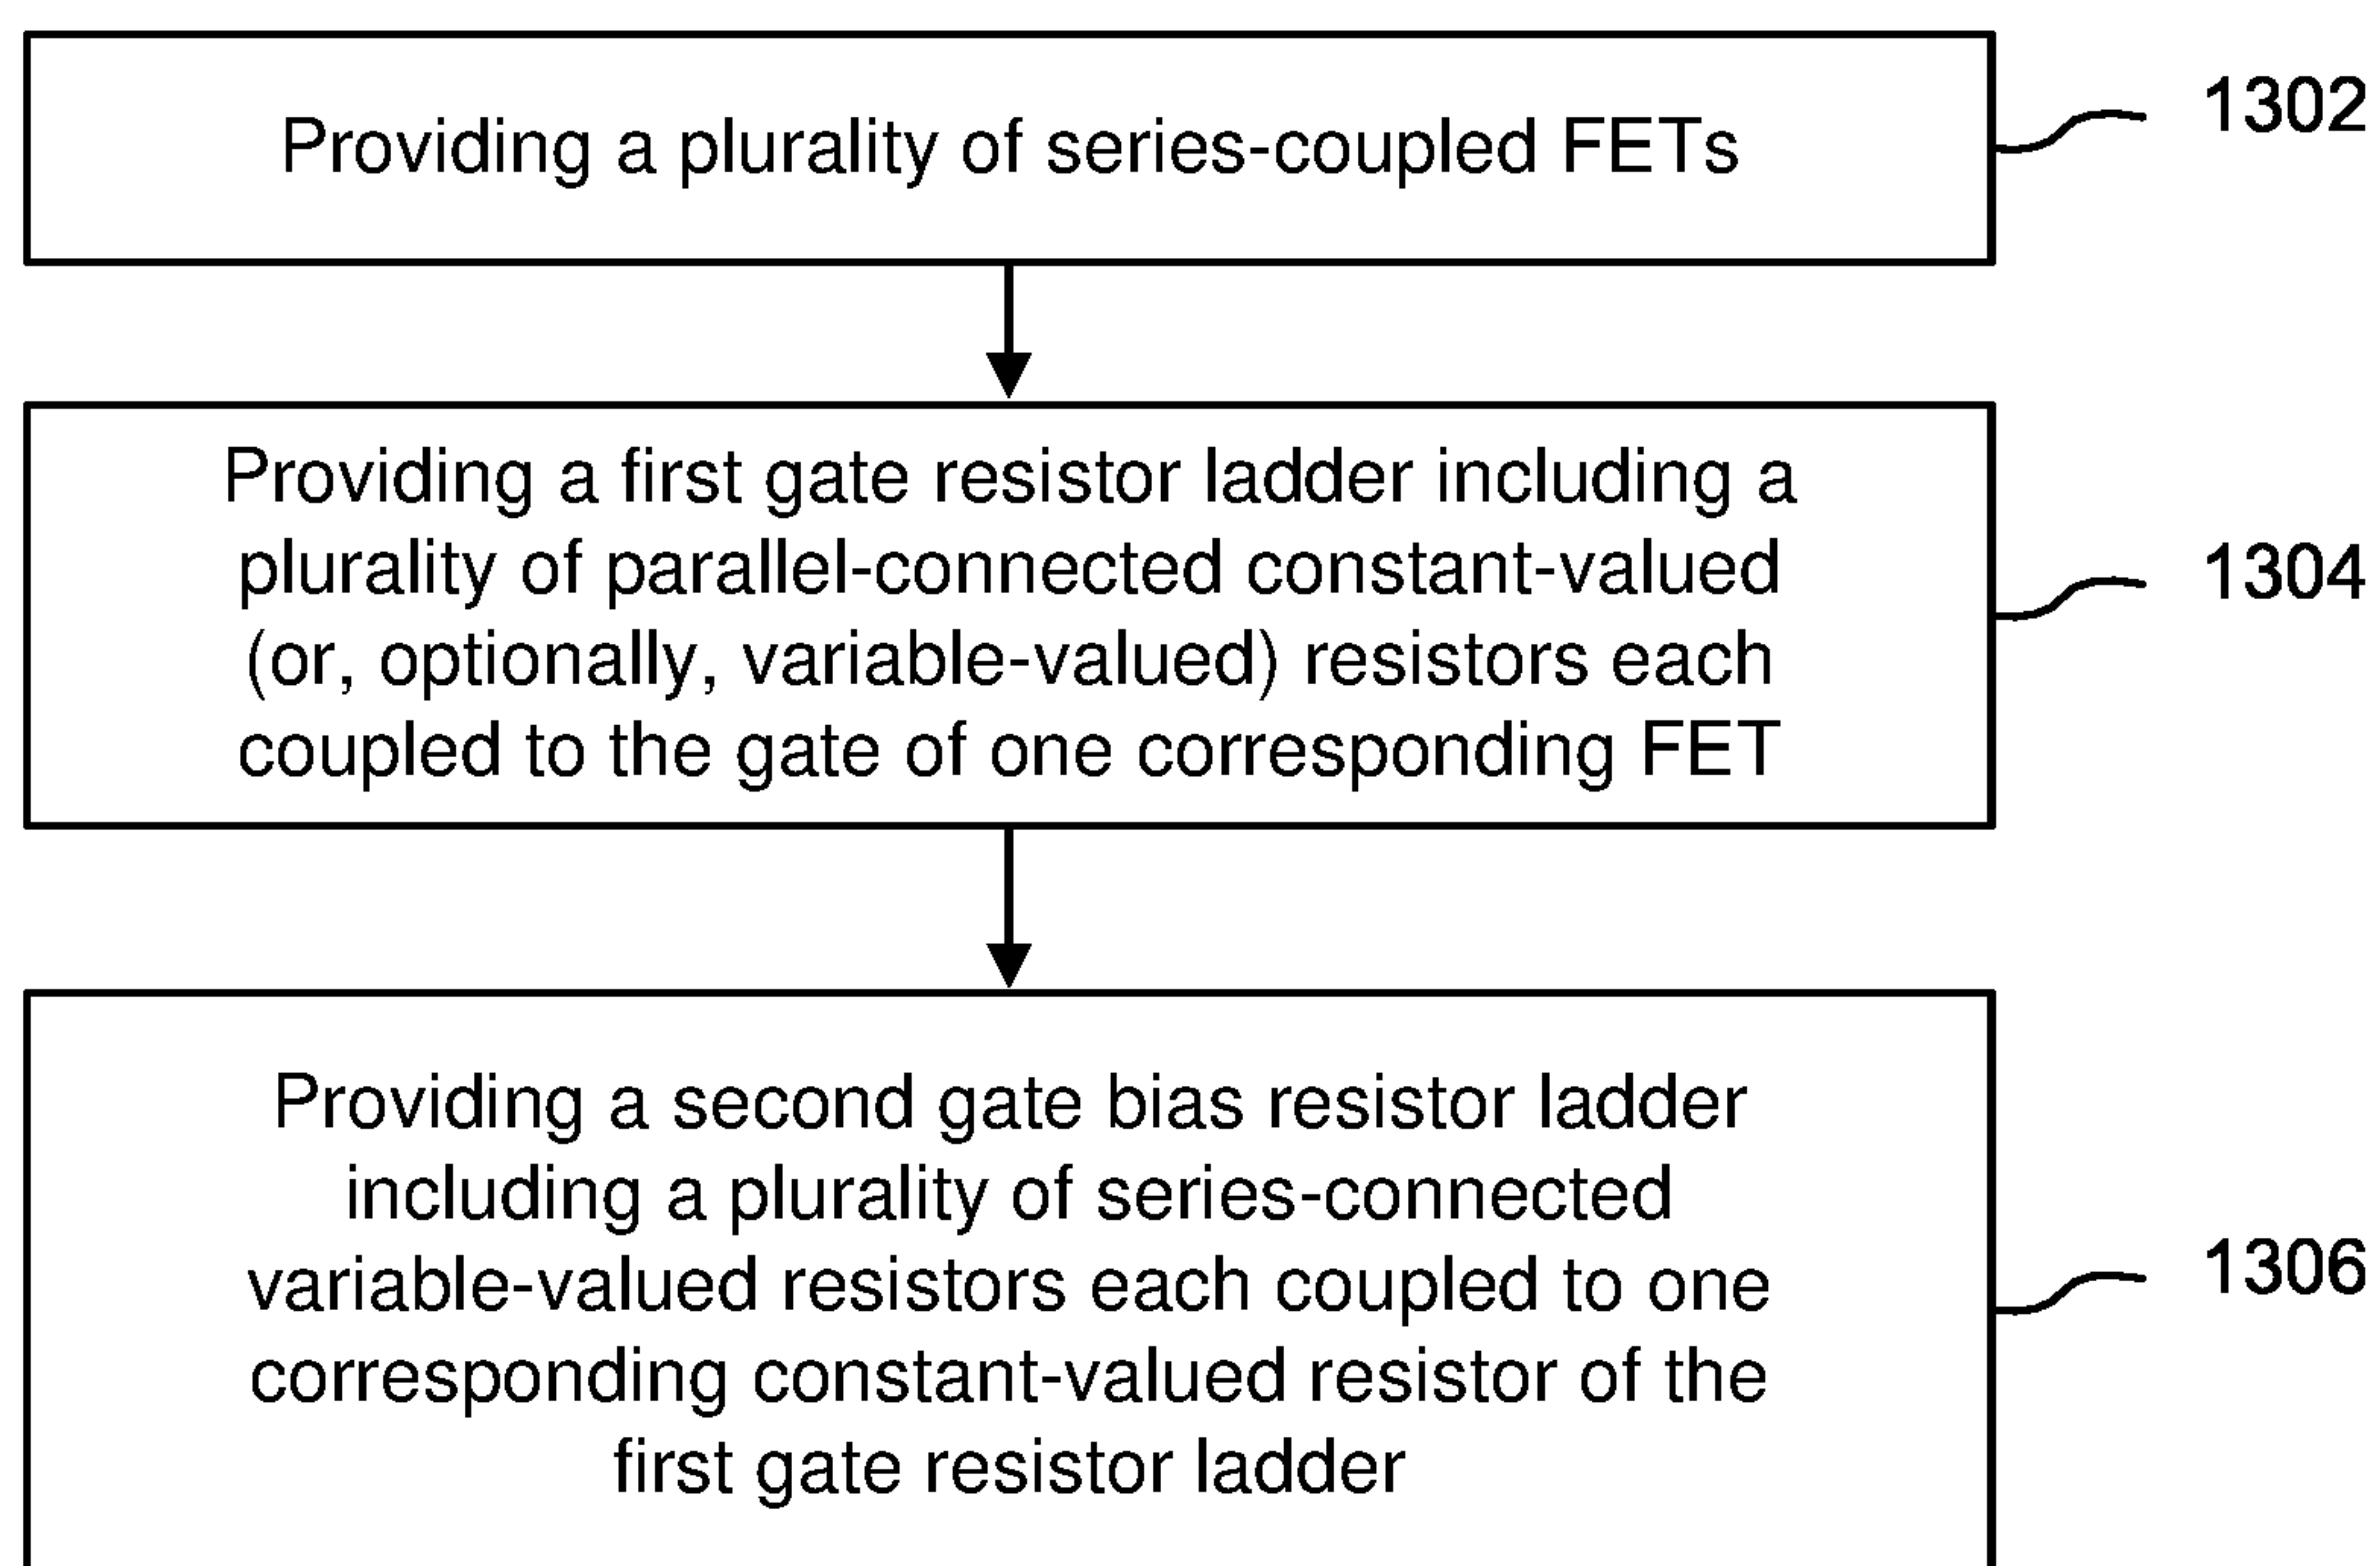 Providing a plurality of series-coupled FETs
1302
Providing a first gate resistor ladder including a
plurality of parallel-connected constant-valued
(or, optionally, variable-valued) resistors each
coupled to the gate of one corresponding FET
1304
Providing a second gate bias resistor ladder
including a plurality of series-connected
variable-valued resistors each coupled to one
corresponding constant-valued resistor of the
first gate resistor ladder
1306